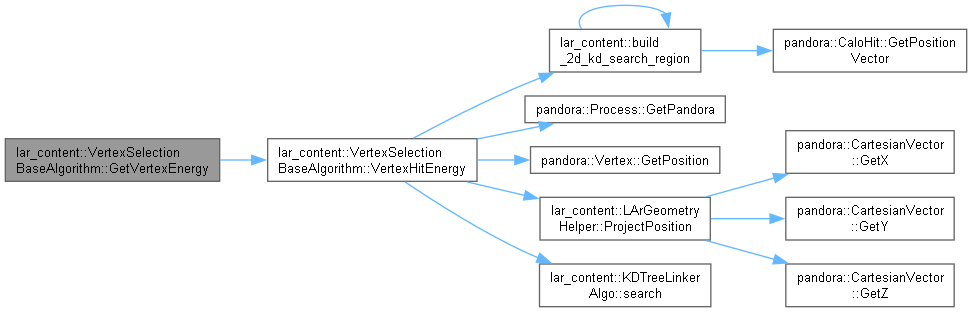 lar_content::VertexSelection
BaseAlgorithm::GetVertexEnergy
lar_content::VertexSelection
BaseAlgorithm::VertexHitEnergy
lar_content::build
_2d_kd_search_region
pandora::CaloHit::GetPosition
Vector
pandora::Process::GetPandora
pandora::Vertex::GetPosition
lar_content::LArGeometry
Helper::ProjectPosition
pandora::CartesianVector
::GetX
pandora::CartesianVector
::GetY
pandora::CartesianVector
::GetZ
lar_content::KDTreeLinker
Algo::search